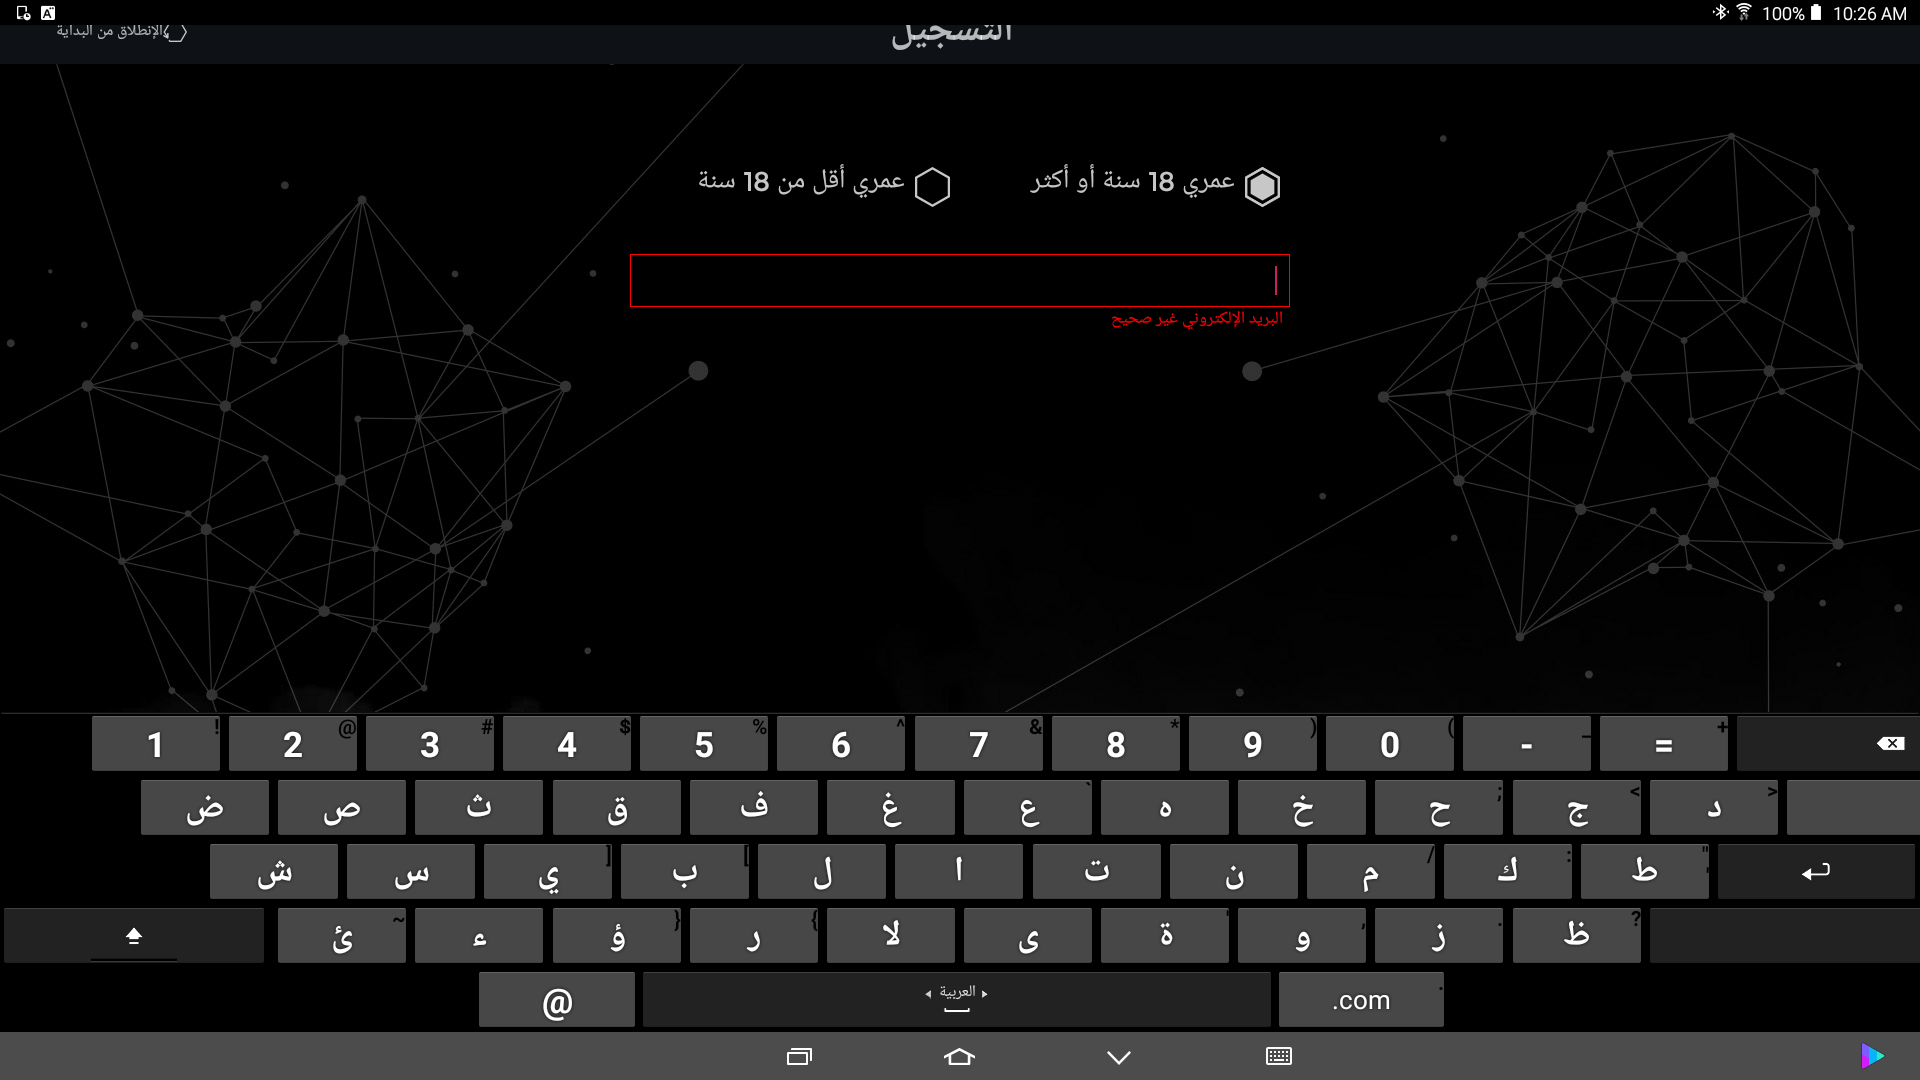 100% 10:26 AM
التسجيل
الإنطلاق من البداية
عمري 18 سنة أو أكثر
عمري أقل من 18 سنة
البريد الإلكتروني غير صحيح
1 ! 2 @ 3 # 4 $ 5 % 6 ^ 7 & 8 * 9 ) 0 ( - _ = +
ض ص ث ق ف غ ع ` ه خ ح ; ج < د >
ش س ي ] ب [ ل ا ت ن م / ك : ط " '
ئ ~ ء ؤ } ر { لا ى ة ' و , ز . ظ ?
@ العربية .com .